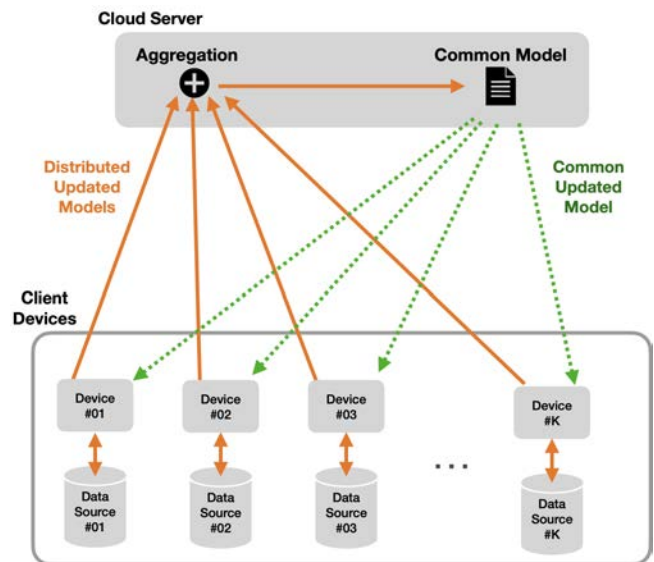 Cloud Server
Aggregation
Common Model
Distributed
Updated
Models
Common
Updated
Model
Client
Devices
Device
#01
Device
#02
Device
#03
Device
#K
...
Data
Source
#01
Data
Source
#02
Data
Source
#03
Data
Source
#K